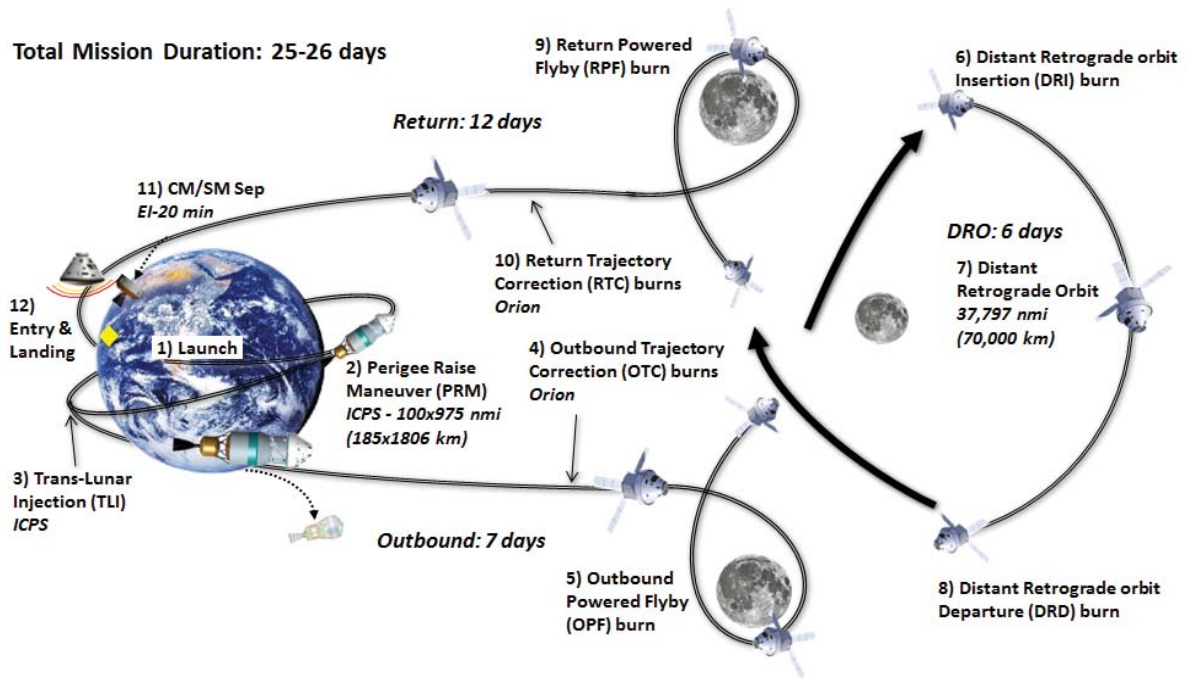 Total Mission Duration: 25-26 days
9) Return Powered
Flyby (RPF) burn
6) Distant Retrograde orbit
Insertion (DRI) burn
Return: 12 days
11) CM/SM Sep
EI-20 min
DRO: 6 days
7) Distant
Retrograde Orbit
37,797 nmi
(70,000 km)
10) Return Trajectory
Correction (RTC) burns
Orion
12)
Entry &
Landing
1) Launch
4) Outbound Trajectory
Correction (OTC) burns
Orion
2) Perigee Raise
Maneuver (PRM)
ICPS - 100x975 nmi
(185x1806 km)
3) Trans-Lunar
Injection (TLI)
ICPS
Outbound: 7 days
5) Outbound
Powered Flyby
(OPF) burn
8) Distant Retrograde orbit
Departure (DRD) burn